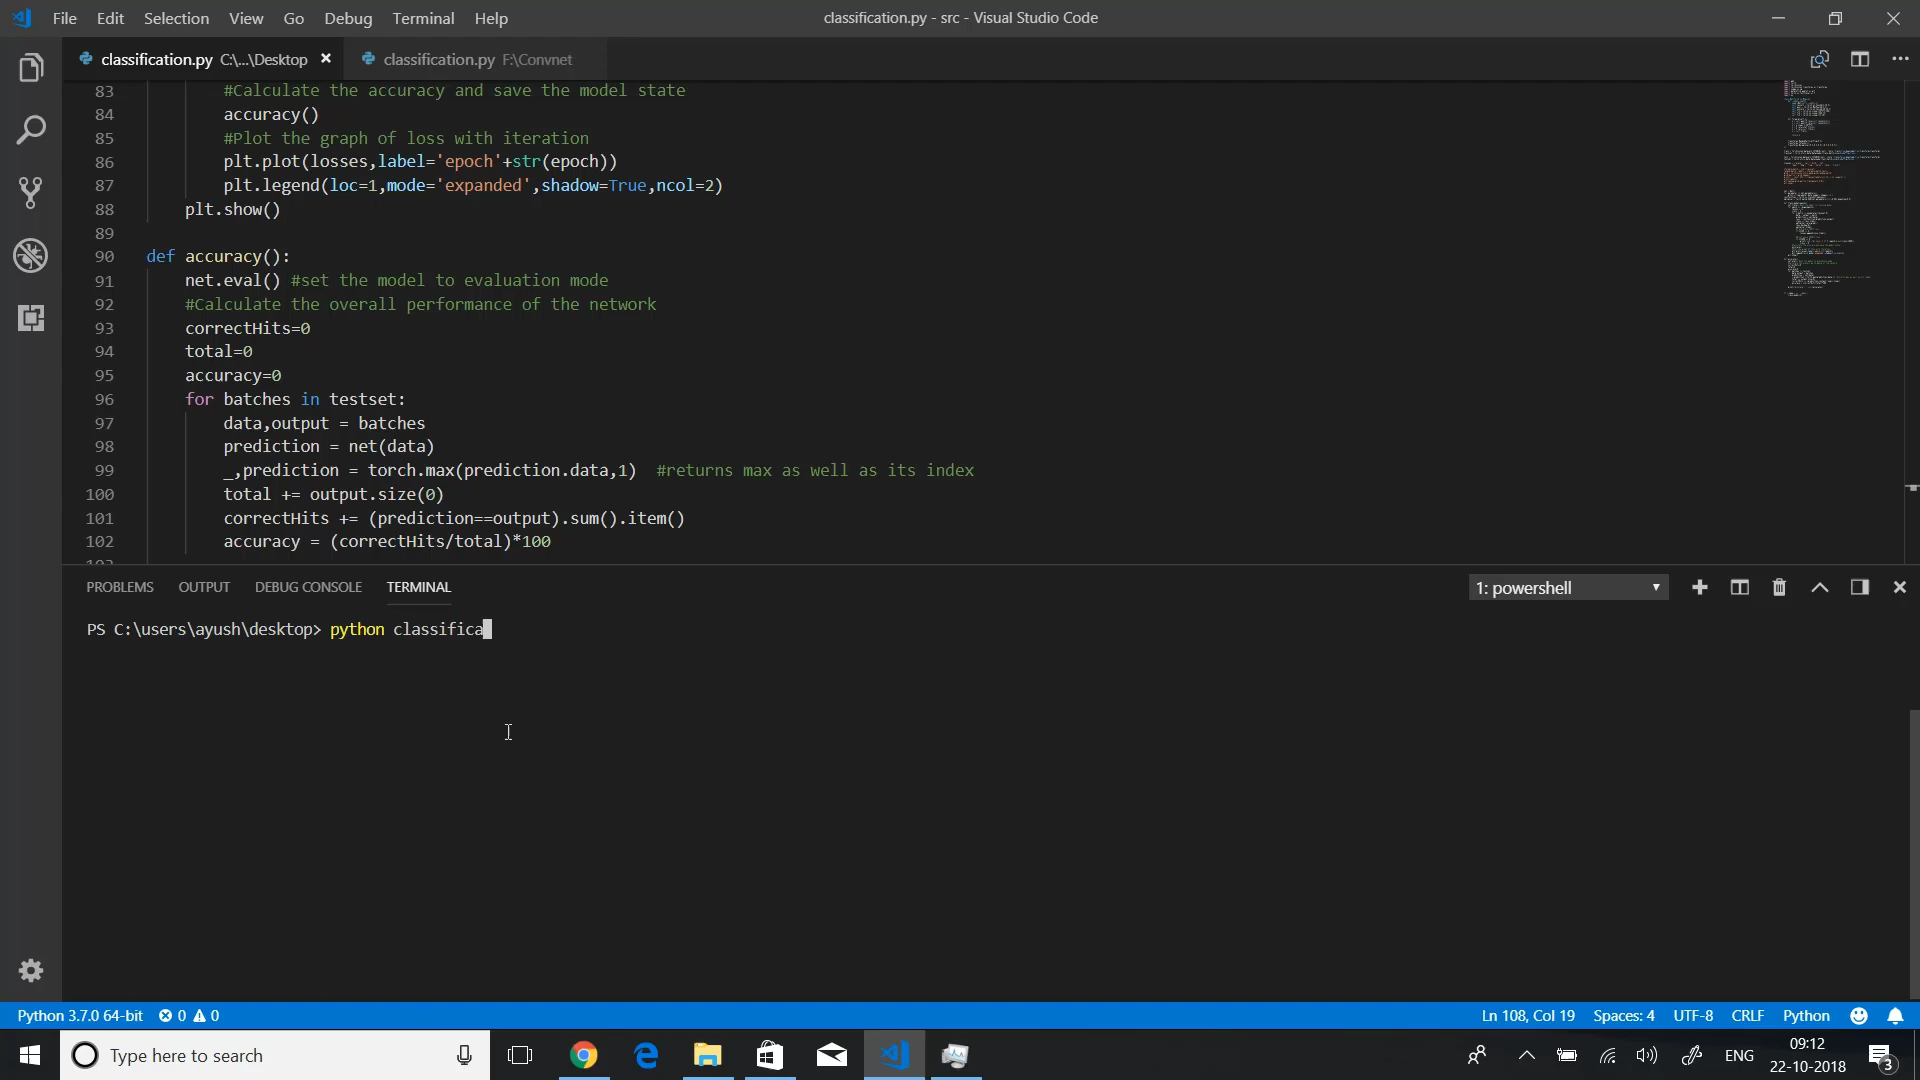 File Edit Selection View Go Debug Terminal Help
classification.py - src - Visual Studio Code
classification.py C:\...\Desktop
classification.py F:\Convnet
83 #Calculate the accuracy and save the model state
84 accuracy()
85 #Plot the graph of loss with iteration
86 plt.plot(losses,label='epoch'+str(epoch))
87 plt.legend(loc=1,mode='expanded',shadow=True,ncol=2)
88 plt.show()
89
90 def accuracy():
91 net.eval() #set the model to evaluation mode
92 #Calculate the overall performance of the network
93 correctHits=0
94 total=0
95 accuracy=0
96 for batches in testset:
97 data,output = batches
98 prediction = net(data)
99 _,prediction = torch.max(prediction.data,1) #returns max as well as its index
100 total += output.size(0)
101 correctHits += (prediction==output).sum().item()
102 accuracy = (correctHits/total)*100
PROBLEMS OUTPUT DEBUG CONSOLE TERMINAL
1: powershell
PS C:\users\ayush\desktop> python classifica
Python 3.7.0 64-bit 0 0
Ln 108, Col 19 Spaces: 4 UTF-8 CRLF Python
Type here to search
ENG
09:12
22-10-2018
3